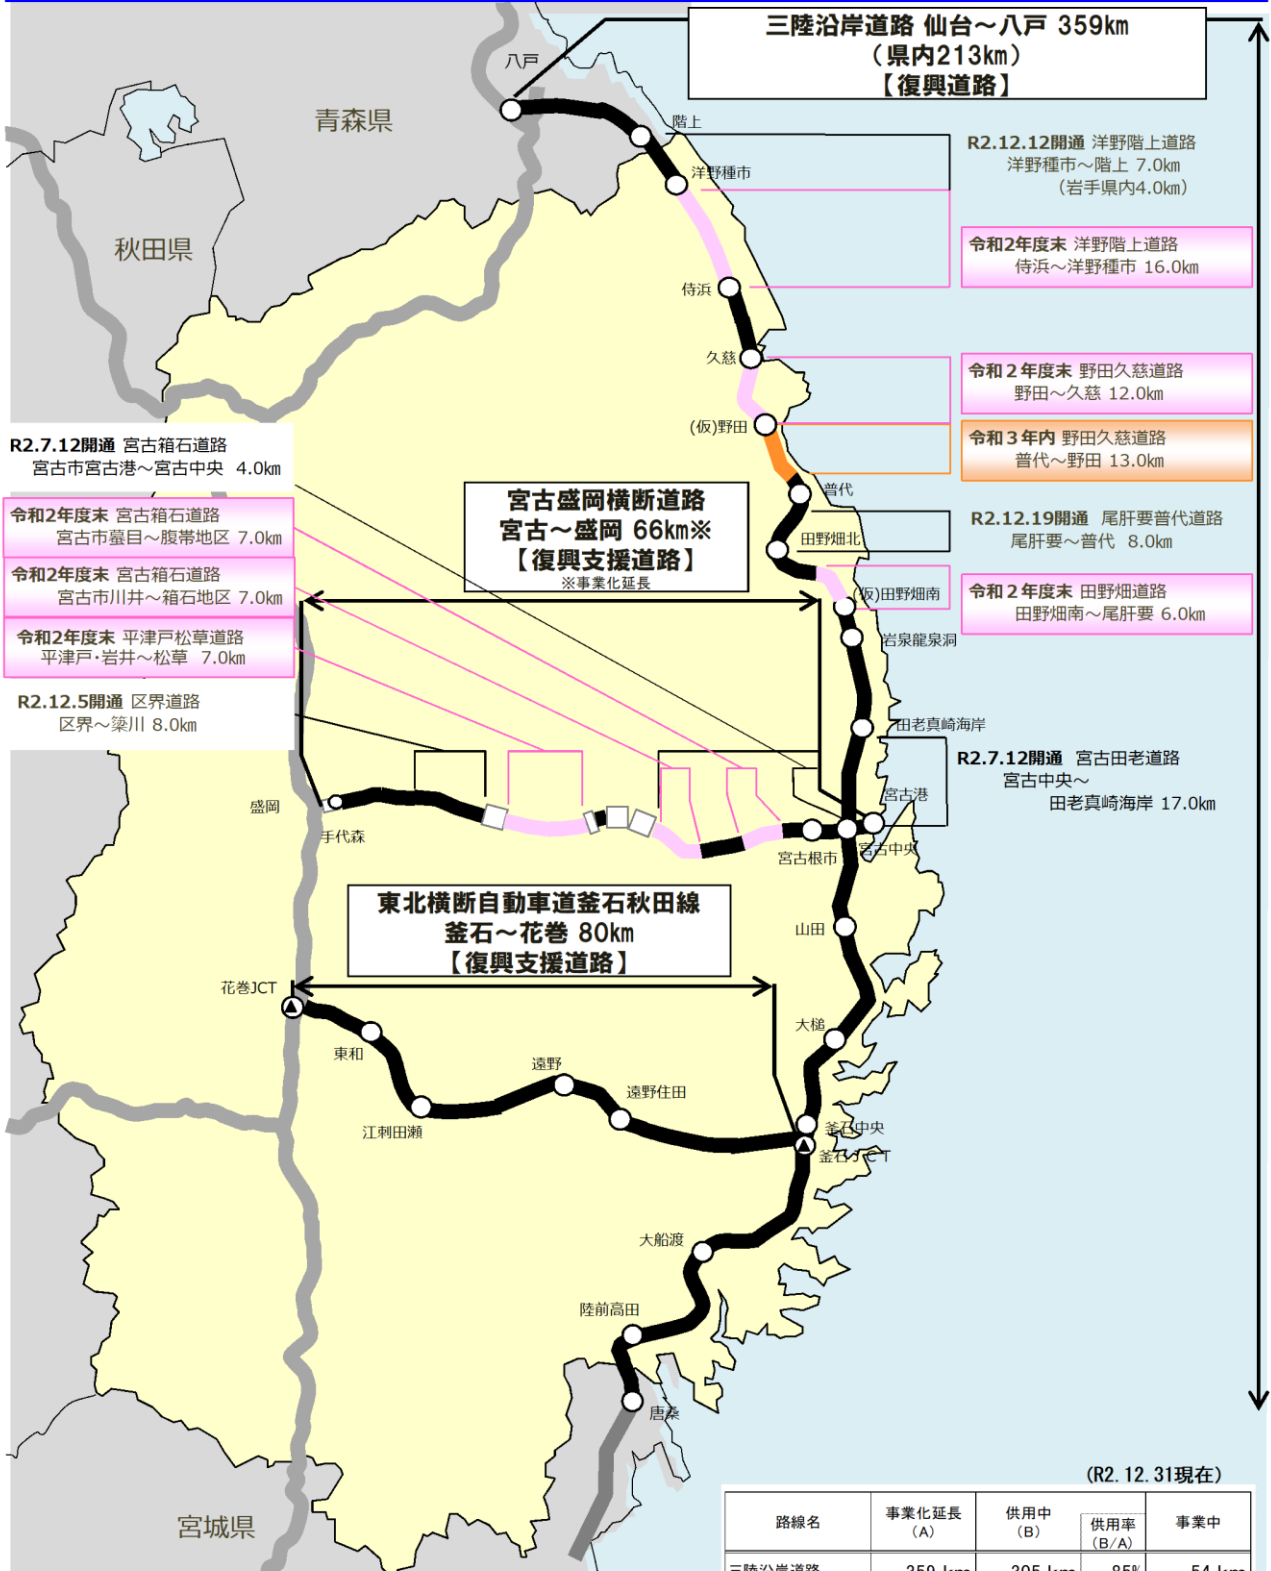 三陸沿岸道路 仙台～八戸 359km
（県内213km）
【復興道路】
八戸
青森県
階上
R2.12.12開通 洋野階上道路
洋野種市～階上 7.0km
（岩手県内4.0km）
洋野種市
秋田県
令和2年度末 洋野階上道路
侍浜～洋野種市 16.0km
侍浜
久慈
令和２年度末 野田久慈道路
野田～久慈 12.0km
(仮)野田
令和３年内 野田久慈道路
普代～野田 13.0km
R2.7.12開通 宮古箱石道路
宮古市宮古港～宮古中央 4.0km
令和2年度末 宮古箱石道路
宮古市蟇目～腹帯地区 7.0km
令和2年度末 宮古箱石道路
宮古市川井～箱石地区 7.0km
令和2年度末 平津戸松草道路
平津戸・岩井～松草 7.0km
R2.12.5開通 区界道路
区界～簗川 8.0km
宮古盛岡横断道路
宮古～盛岡 66km※
【復興支援道路】
※事業化延長
普代
R2.12.19開通 尾肝要普代道路
尾肝要～普代 8.0km
田野畑北
令和２年度末 田野畑道路
田野畑南～尾肝要 6.0km
(仮)田野畑南
岩泉龍泉洞
田老真崎海岸
R2.7.12開通 宮古田老道路
宮古中央～
田老真崎海岸 17.0km
宮古港
盛岡
手代森
宮古根市
宮古中央
東北横断自動車道釜石秋田線
釜石～花巻 80km
【復興支援道路】
山田
花巻JCT
大槌
東和
遠野
遠野住田
江刺田瀬
釜石中央
釜石ＪＣＴ
大船渡
陸前高田
唐桑
宮城県
(R2.12.31現在)
路線名 事業化延長 供用中 供用率 事業中
(A) (B) (B/A)
三陸沿岸道路 359 km 305 km 85% 54 km